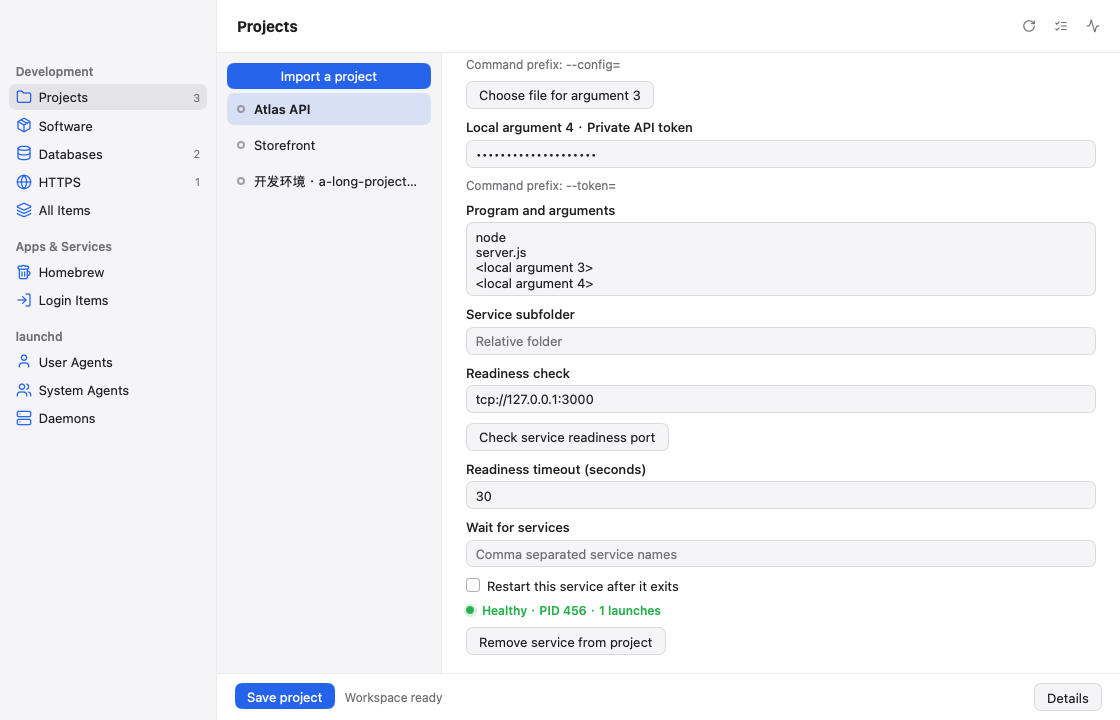 Projects
Development
Projects 3
Software
Databases 2
HTTPS 1
All Items
Apps & Services
Homebrew
Login Items
launchd
User Agents
System Agents
Daemons
Import a project
Atlas API
Storefront
开发环境 · a-long-project...
Command prefix: --config=
Choose file for argument 3
Local argument 4 · Private API token
••••••••••••••••••••
Command prefix: --token=
Program and arguments
node
server.js
<local argument 3>
<local argument 4>
Service subfolder
Relative folder
Readiness check
tcp://127.0.0.1:3000
Check service readiness port
Readiness timeout (seconds)
30
Wait for services
Comma separated service names
Restart this service after it exits
Healthy · PID 456 · 1 launches
Remove service from project
Save project
Workspace ready
Details